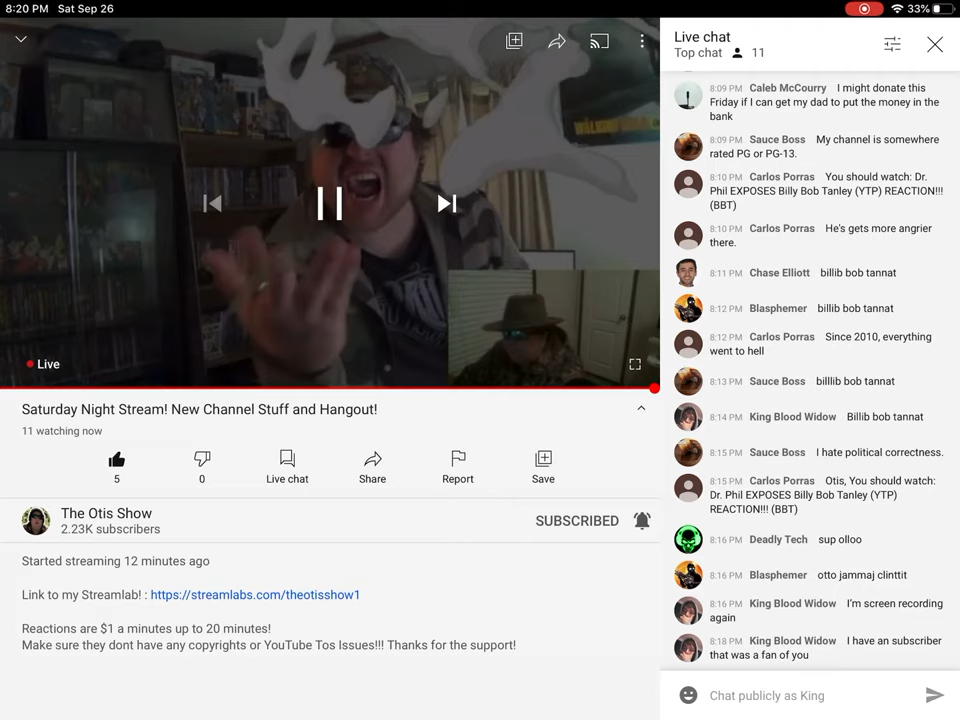 8:20 PM Sat Sep 26
33%
Live
Saturday Night Stream! New Channel Stuff and Hangout!
11 watching now
5
0
Live chat
Share
Report
Save
The Otis Show
2.23K subscribers
SUBSCRIBED
Started streaming 12 minutes ago
Link to my Streamlab! : https://streamlabs.com/theotisshow1
Reactions are $1 a minutes up to 20 minutes!
Make sure they dont have any copyrights or YouTube Tos Issues!!! Thanks for the support!
Live chat
Top chat 11
8:09 PM Caleb McCourry I might donate this
Friday if I can get my dad to put the money in the
bank
8:09 PM Sauce Boss My channel is somewhere
rated PG or PG-13.
8:10 PM Carlos Porras You should watch: Dr.
Phil EXPOSES Billy Bob Tanley (YTP) REACTION!!!
(BBT)
8:10 PM Carlos Porras He's gets more angrier
there.
8:11 PM Chase Elliott billib bob tannat
8:12 PM Blasphemer billib bob tannat
8:12 PM Carlos Porras Since 2010, everything
went to hell
8:13 PM Sauce Boss billlib bob tannat
8:14 PM King Blood Widow Billib bob tannat
8:15 PM Sauce Boss I hate political correctness.
8:15 PM Carlos Porras Otis, You should watch:
Dr. Phil EXPOSES Billy Bob Tanley (YTP)
REACTION!!! (BBT)
8:16 PM Deadly Tech sup olloo
8:16 PM Blasphemer otto jammaj clinttit
8:16 PM King Blood Widow I'm screen recording
again
8:18 PM King Blood Widow I have an subscriber
that was a fan of you
Chat publicly as King